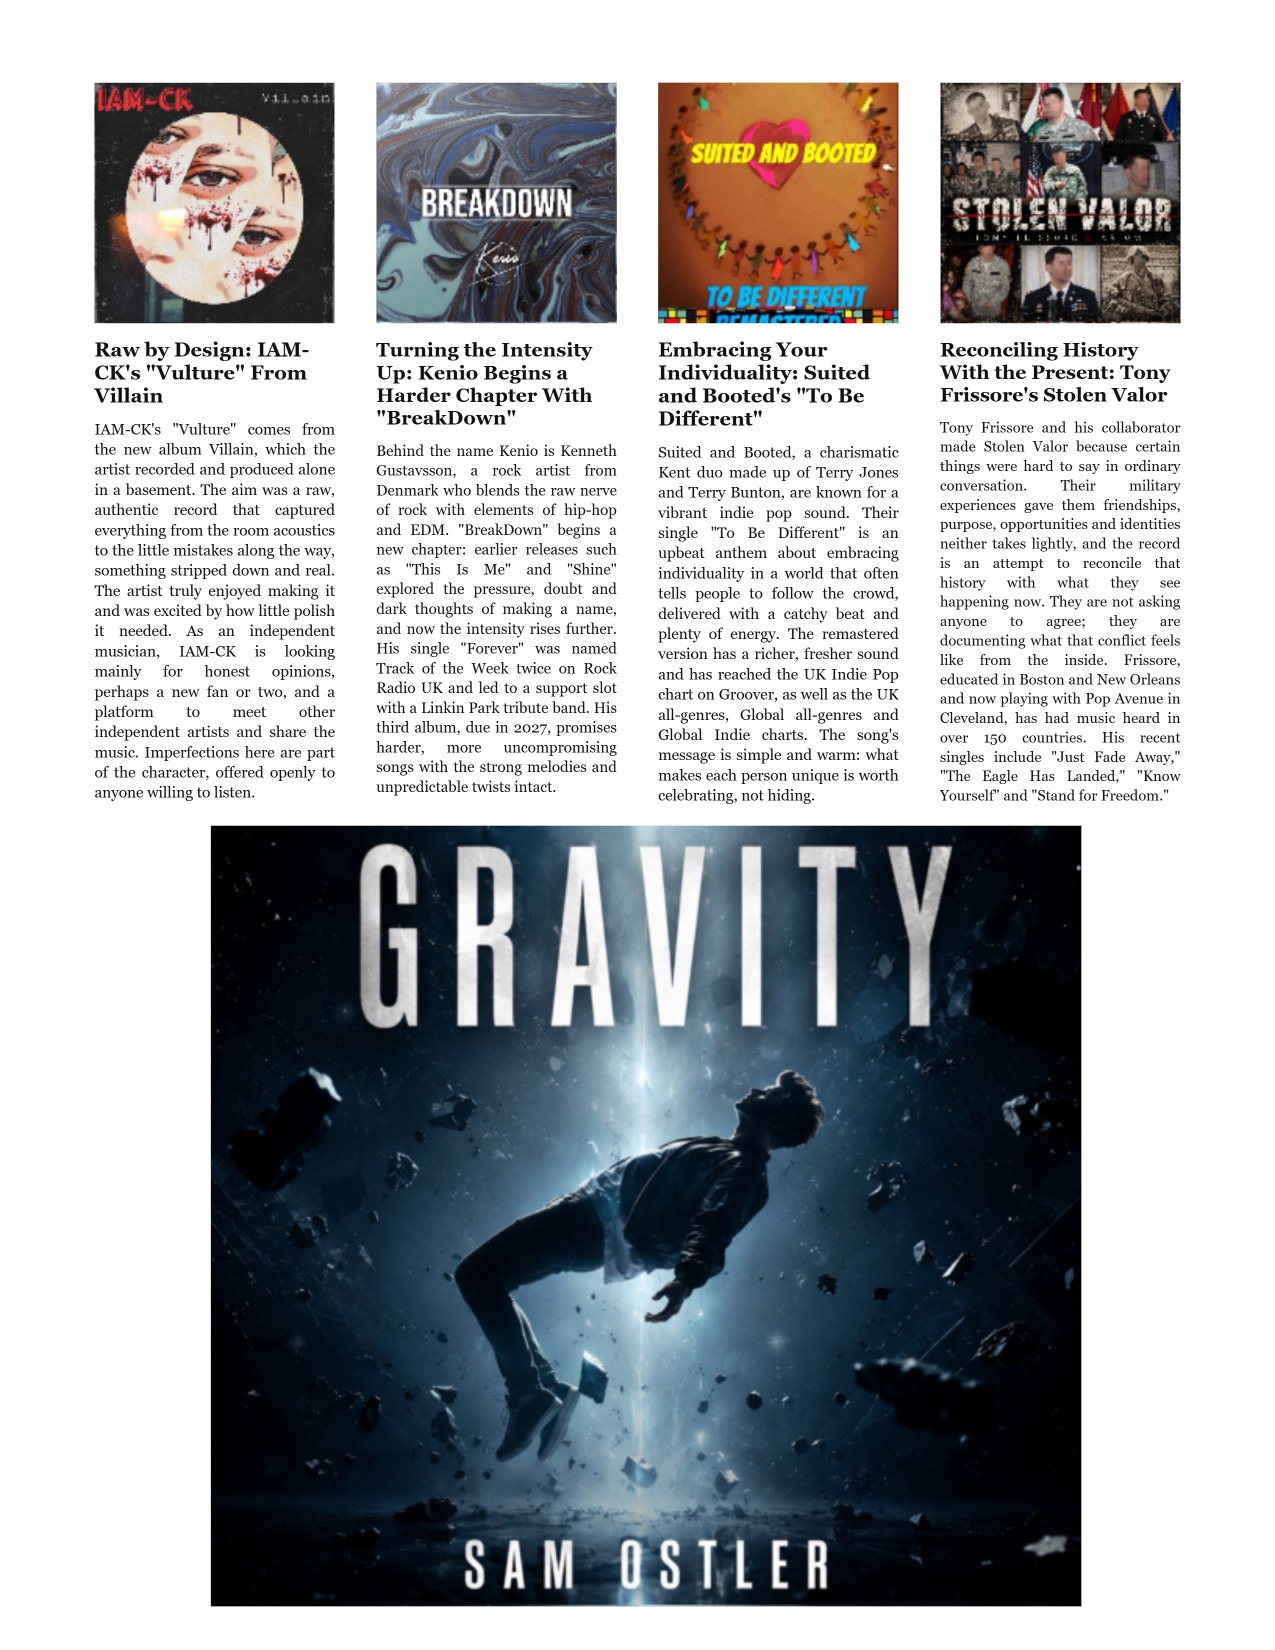 IAM-CK
Villain
Raw by Design: IAM-
CK's "Vulture" From
Villain
IAM-CK's "Vulture" comes from
the new album Villain, which the
artist recorded and produced alone
in a basement. The aim was a raw,
authentic record that captured
everything from the room acoustics
to the little mistakes along the way,
something stripped down and real.
The artist truly enjoyed making it
and was excited by how little polish
it needed. As an independent
musician, IAM-CK is looking
mainly for honest opinions,
perhaps a new fan or two, and a
platform to meet other
independent artists and share the
music. Imperfections here are part
of the character, offered openly to
anyone willing to listen.
BREAKDOWN
Kenio
Turning the Intensity
Up: Kenio Begins a
Harder Chapter With
"BreakDown"
Behind the name Kenio is Kenneth
Gustavsson, a rock artist from
Denmark who blends the raw nerve
of rock with elements of hip-hop
and EDM. "BreakDown" begins a
new chapter: earlier releases such
as "This Is Me" and "Shine"
explored the pressure, doubt and
dark thoughts of making a name,
and now the intensity rises further.
His single "Forever" was named
Track of the Week twice on Rock
Radio UK and led to a support slot
with a Linkin Park tribute band. His
third album, due in 2027, promises
harder, more uncompromising
songs with the strong melodies and
unpredictable twists intact.
SUITED AND BOOTED
TO BE DIFFERENT
REMASTERED
Embracing Your
Individuality: Suited
and Booted's "To Be
Different"
Suited and Booted, a charismatic
Kent duo made up of Terry Jones
and Terry Bunton, are known for a
vibrant indie pop sound. Their
single "To Be Different" is an
upbeat anthem about embracing
individuality in a world that often
tells people to follow the crowd,
delivered with a catchy beat and
plenty of energy. The remastered
version has a richer, fresher sound
and has reached the UK Indie Pop
chart on Groover, as well as the UK
all-genres, Global all-genres and
Global Indie charts. The song's
message is simple and warm: what
makes each person unique is worth
celebrating, not hiding.
STOLEN VALOR
Reconciling History
With the Present: Tony
Frissore's Stolen Valor
Tony Frissore and his collaborator
made Stolen Valor because certain
things were hard to say in ordinary
conversation. Their military
experiences gave them friendships,
purpose, opportunities and identities
neither takes lightly, and the record
is an attempt to reconcile that
history with what they see
happening now. They are not asking
anyone to agree; they are
documenting what that conflict feels
like from the inside. Frissore,
educated in Boston and New Orleans
and now playing with Pop Avenue in
Cleveland, has had music heard in
over 150 countries. His recent
singles include "Just Fade Away,"
"The Eagle Has Landed," "Know
Yourself" and "Stand for Freedom."
GRAVITY
SAM OSTLER